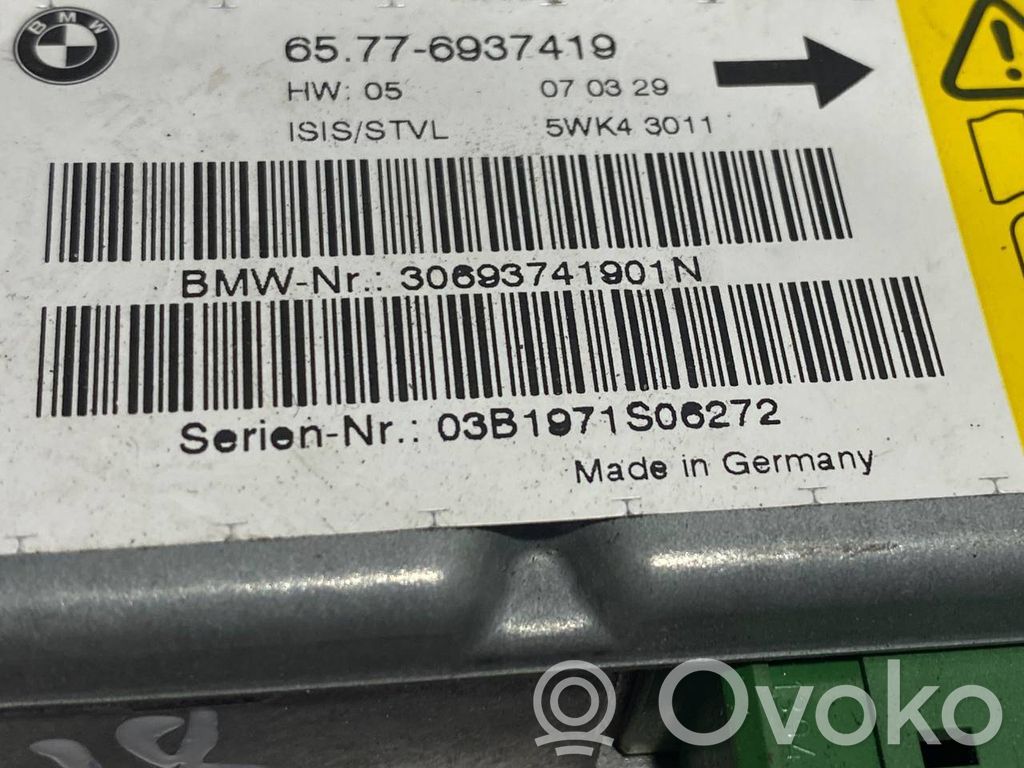 BMW
65.77-6937419
HW: 05 07 03 29
ISIS/STVL 5WK4 3011
BMW-Nr.: 30693741901N
Serien-Nr.: 03B1971S06272
Made in Germany
Ovoko